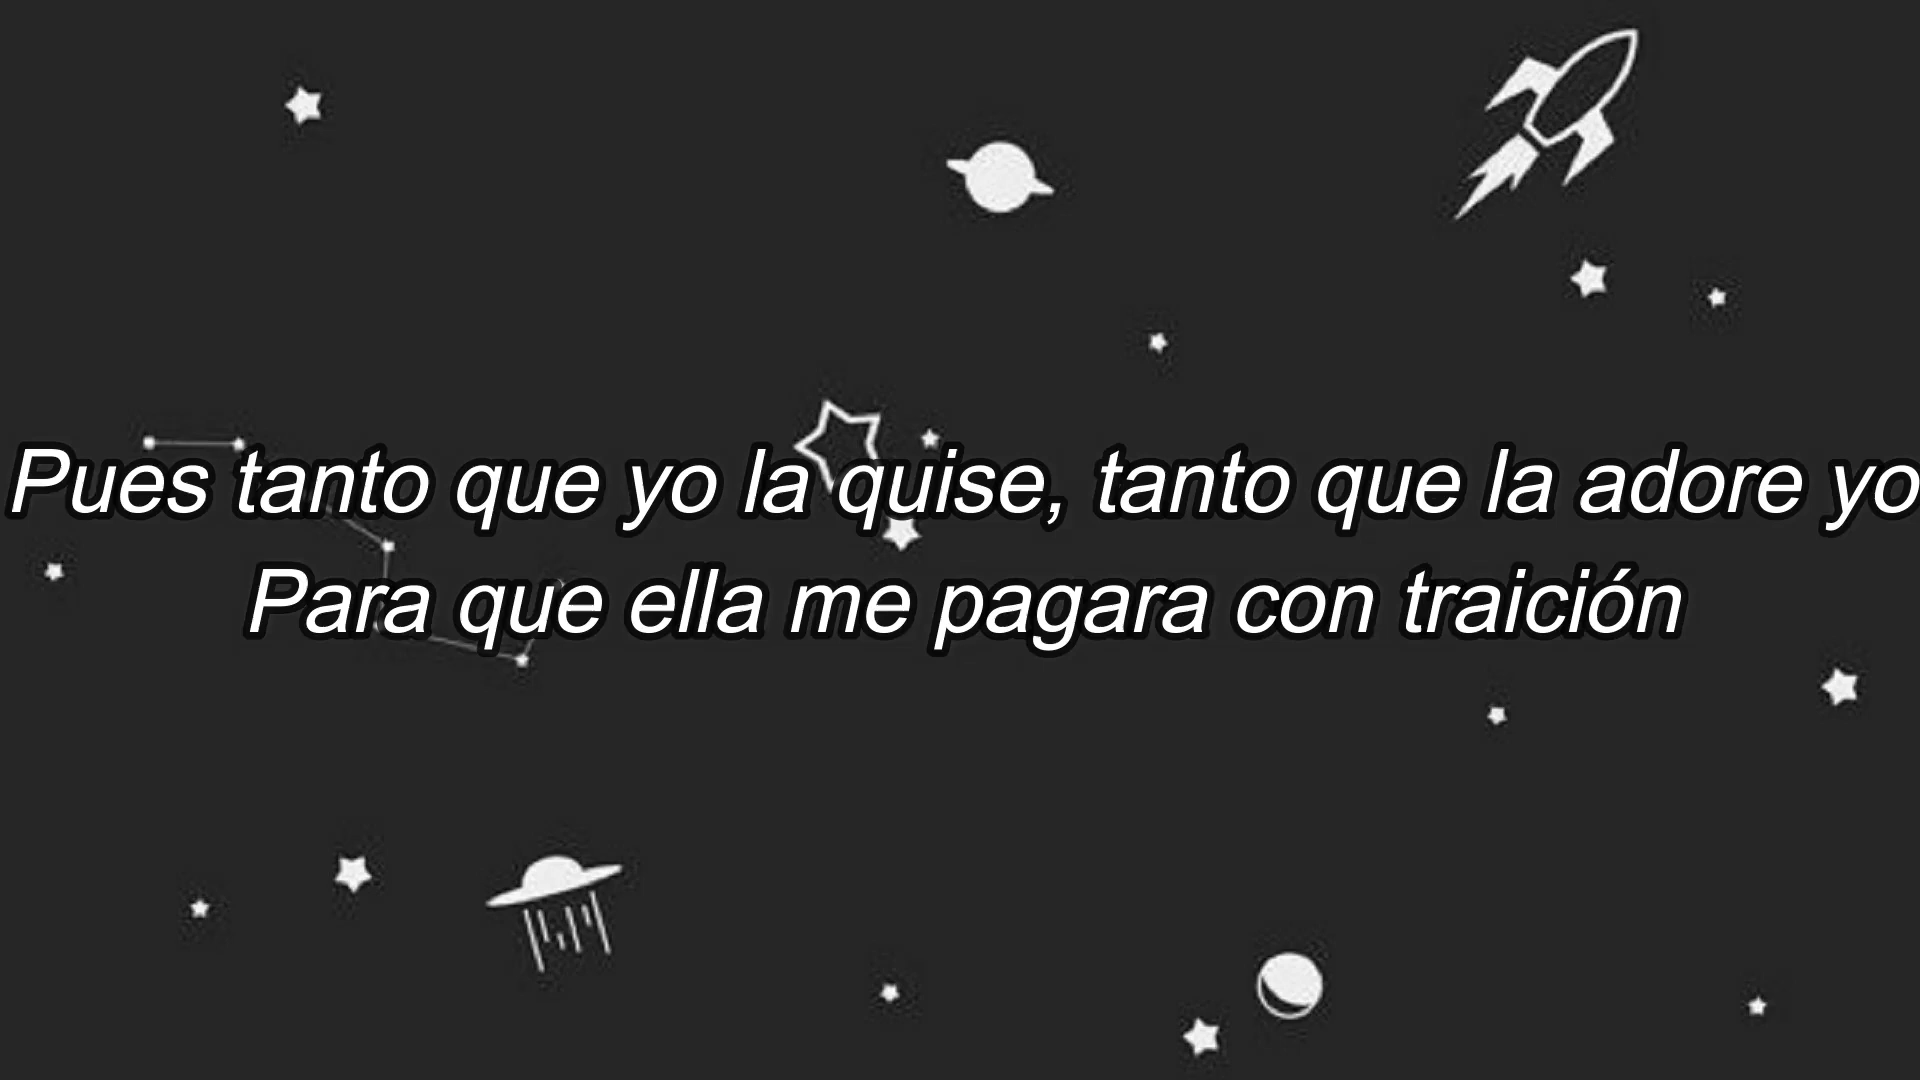 Pues tanto que yo la quise, tanto que la adore yo
Para que ella me pagara con traición